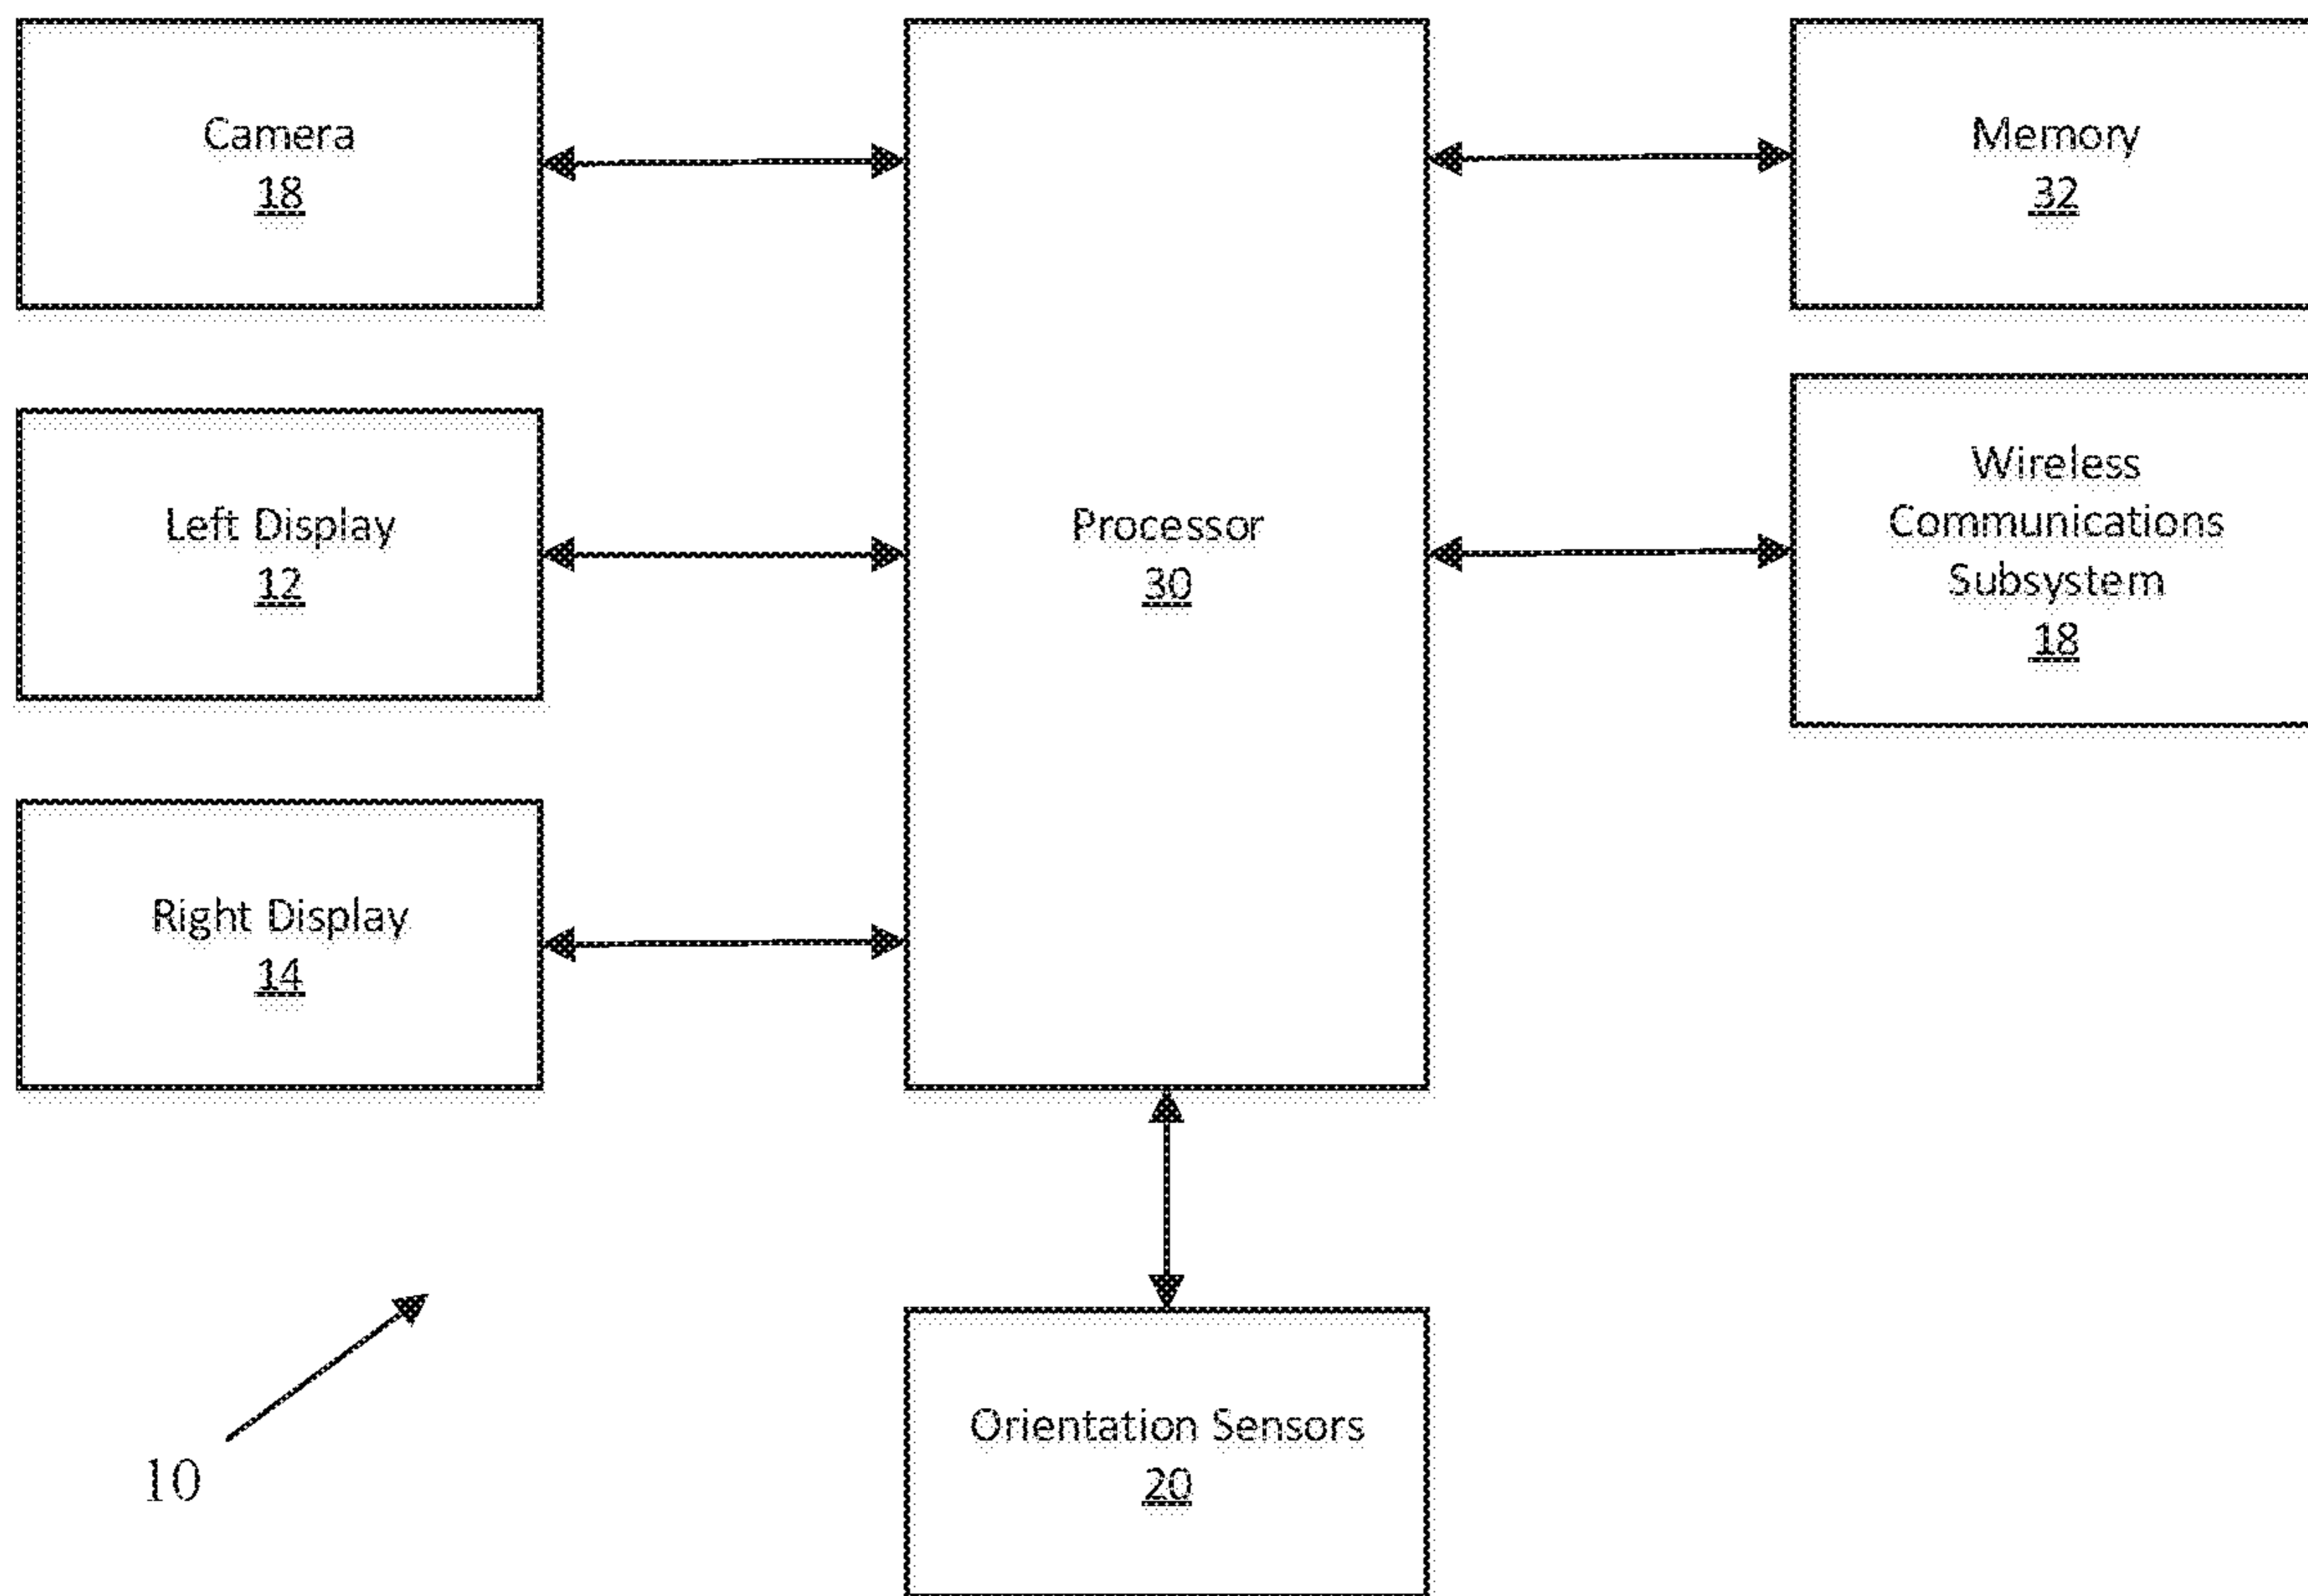 Camera
18
Left Display
12
Right Display
14
Processor
30
Memory
32
Wireless
Communications
Subsystem
18
Orientation Sensors
20
10